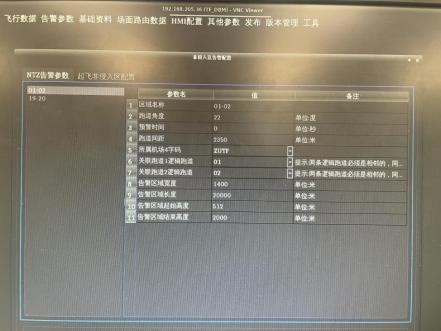 192.168.205.36 (TF_DBM) - VNC Viewer
飞行数据 告警参数 基础资料 场面路由数据 HMI配置 其他参数 发布 版本管理 工具
非侵入区告警配置
NTZ告警参数 起飞非侵入区配置
01-02
19-20
参数名 值 备注
1 区域名称 01-02
2 跑道角度 22 单位:度
3 预警时间 0 单位:秒
4 跑道间距 2350 单位:米
5 所属机场4字码 ZUTF
6 关联跑道1逻辑跑道 01 提示:两条逻辑跑道必须是相邻的，同...
7 关联跑道2逻辑跑道 02 提示:两条逻辑跑道必须是相邻的，同...
8 告警区域宽度 1400 单位:米
9 告警区域长度 20000 单位:米
10 告警区域起始高度 512 单位:米
11 告警区域结束高度 2000 单位:米